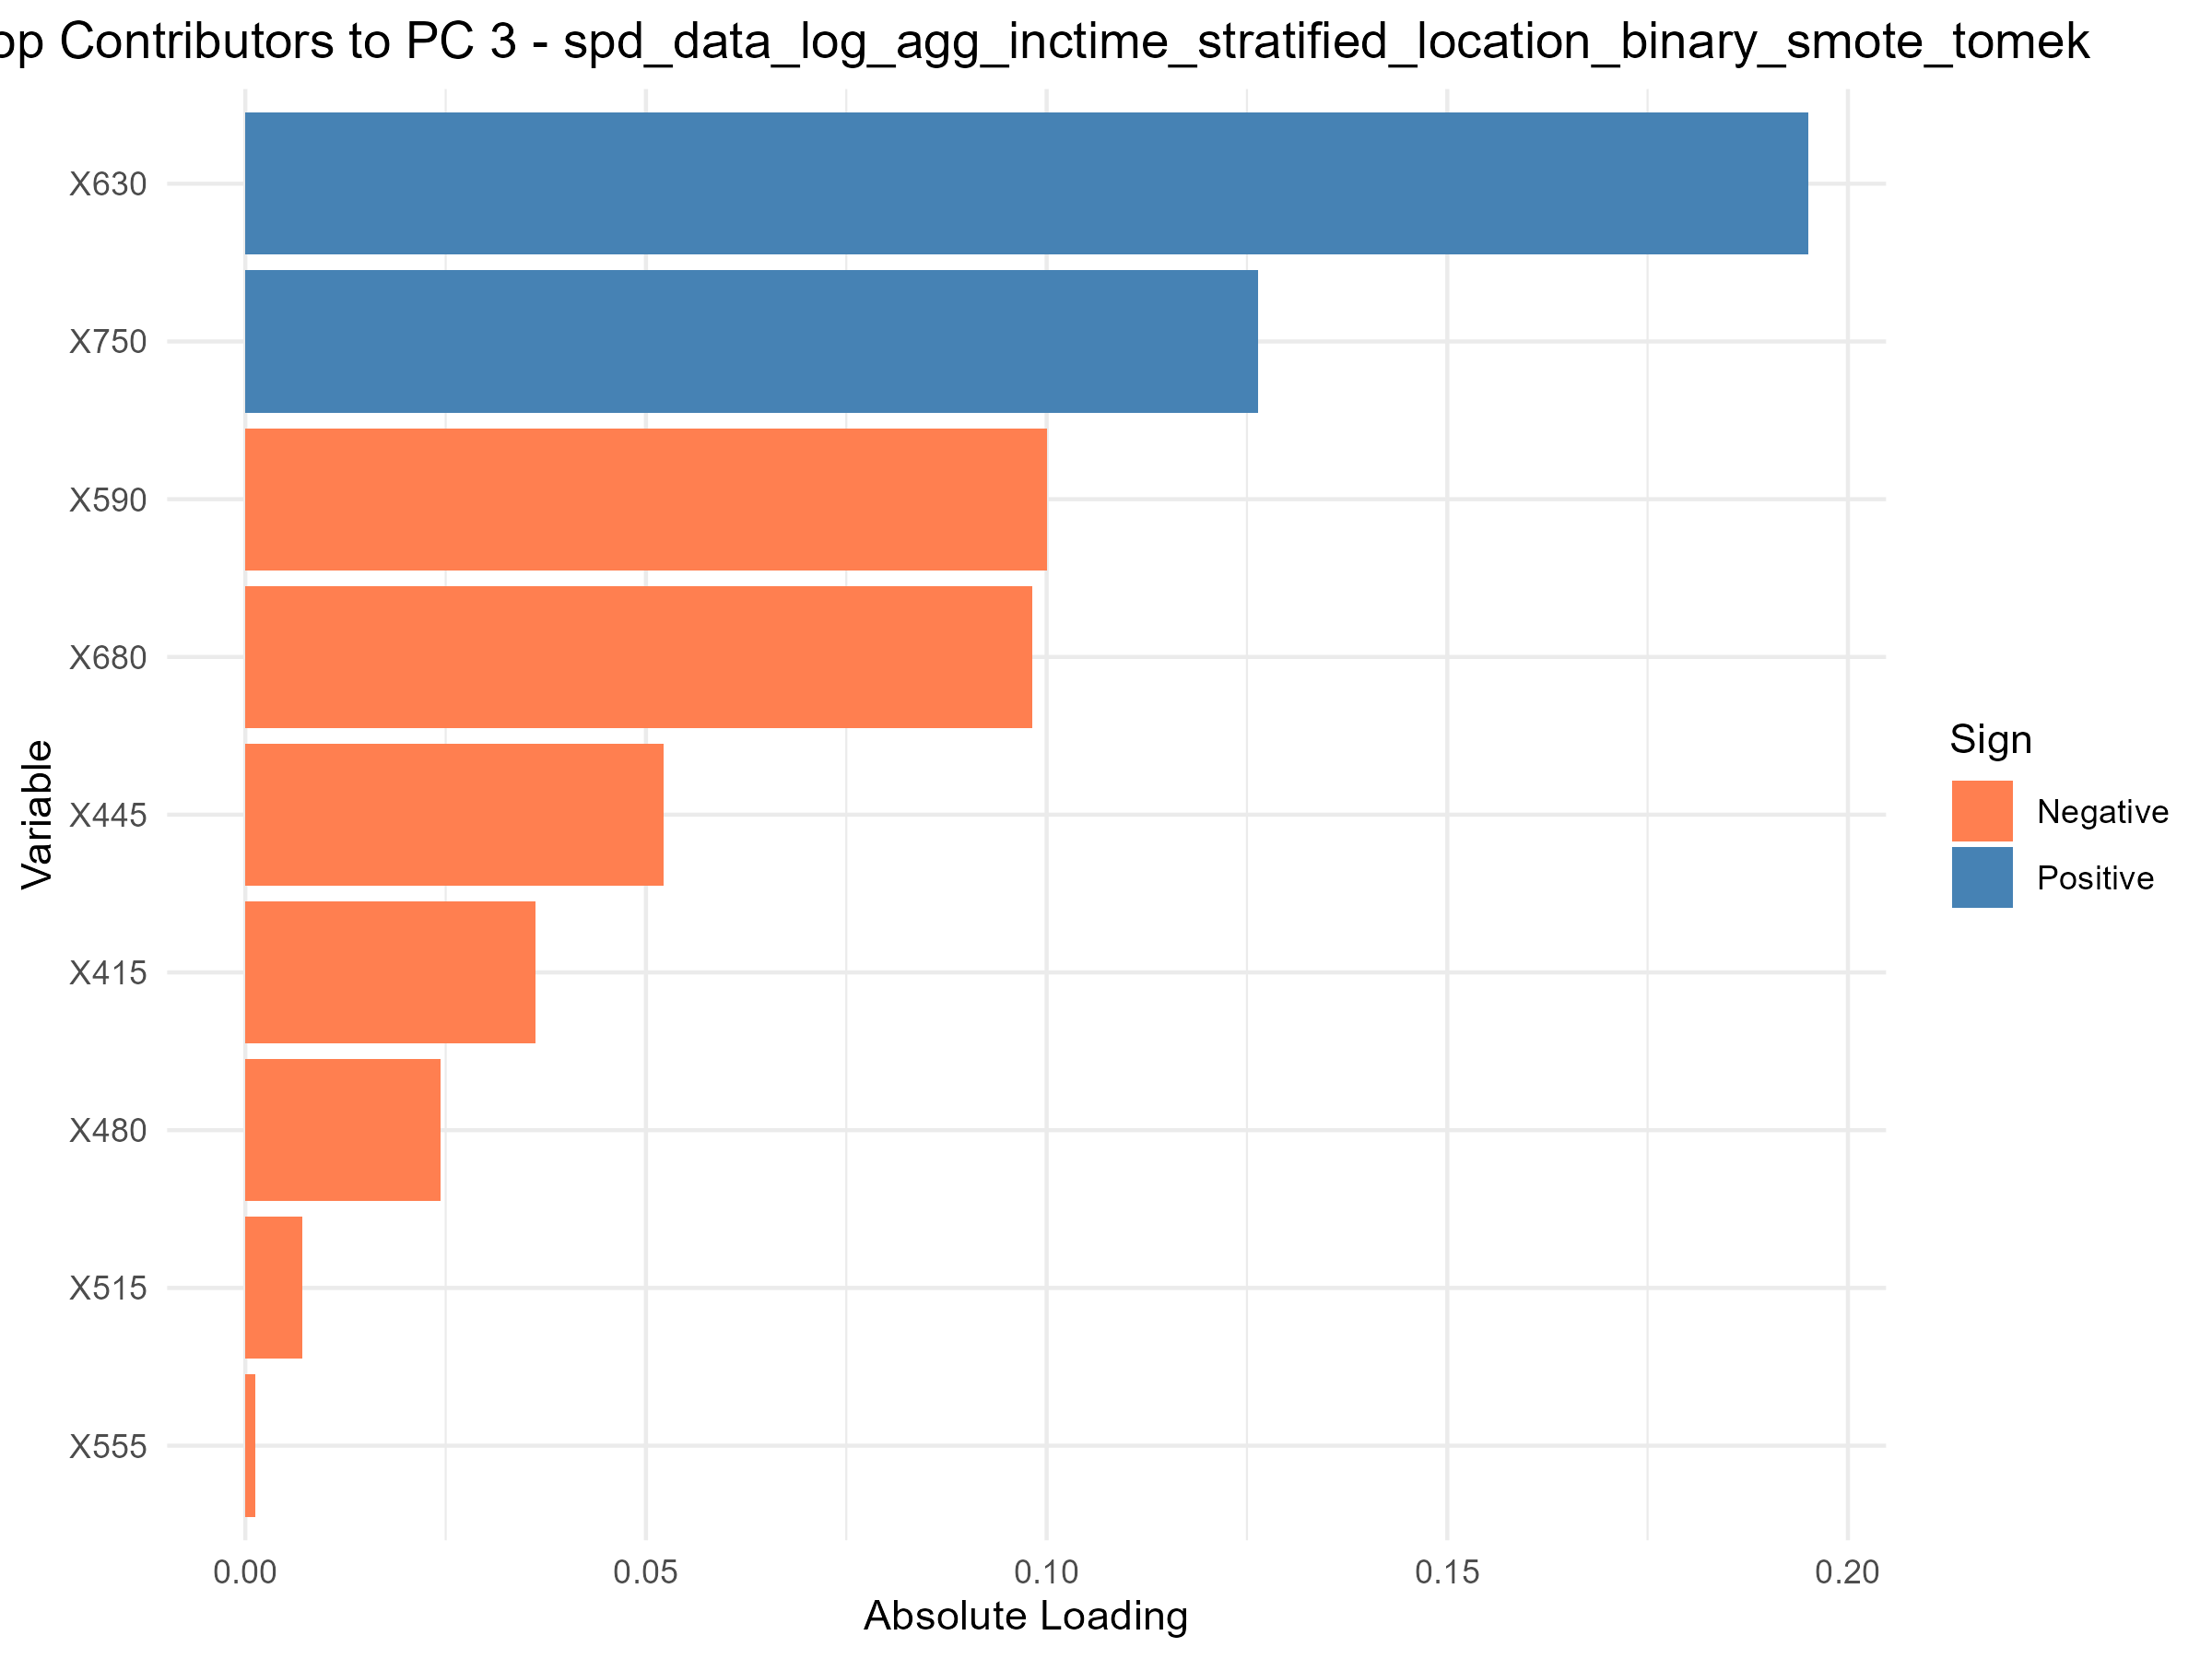 op Contributors to PC 3 - spd_data_log_agg_inctime_stratified_location_binary_smote_tomek
X630
X750
X590
X680
X445
X415
X480
X515
X555
Variable
0.00 0.05 0.10 0.15 0.20
Absolute Loading
Sign
Negative
Positive